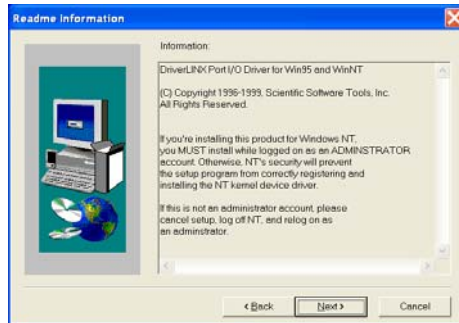 Readme Information
Information:
DriverLINX Port I/O Driver for Win95 and WinNT
(C) Copyright 1996-1999, Scientific Software Tools, Inc.
All Rights Reserved.
If you're installing this product for Windows NT,
you MUST install while logged on as an ADMINSTRATOR
account. Otherwise, NT's security will prevent
the setup program from correctly registering and
installing the NT kernel device driver.
If this is not an administrator account, please
cancel setup, log off NT, and relog on as
an adminstrator.
< Back
Next >
Cancel